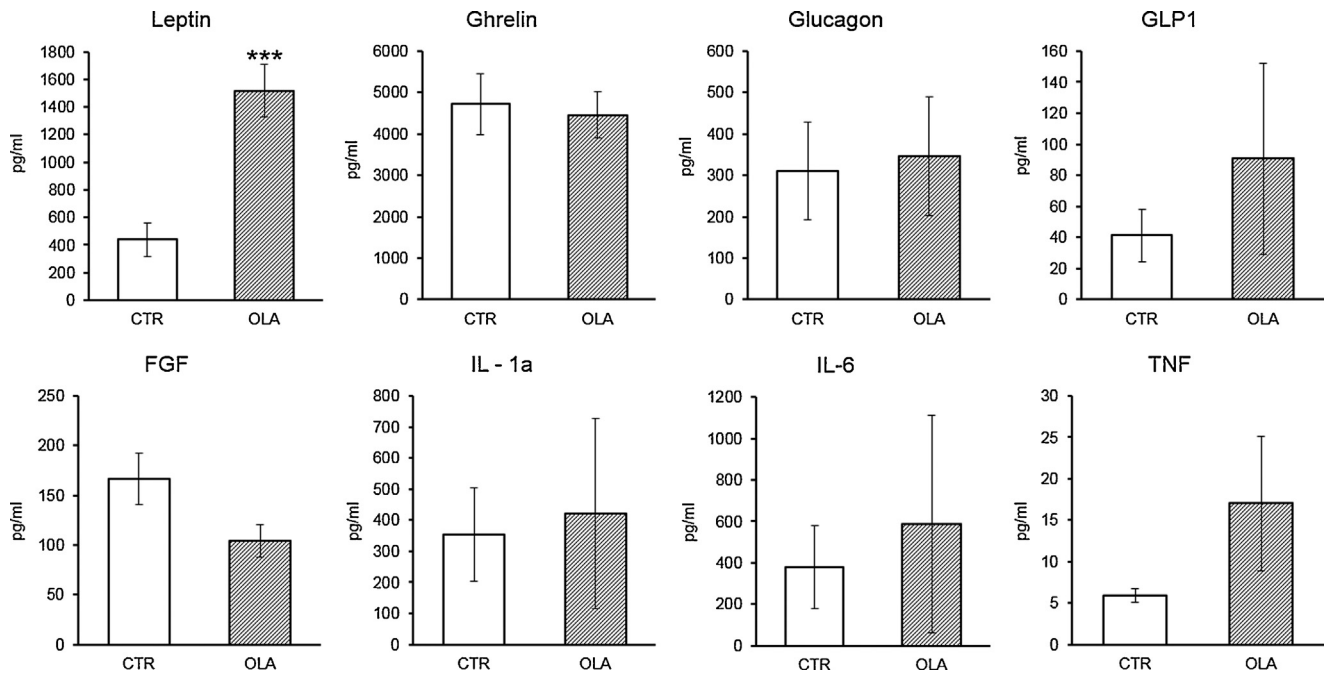 Leptin
1800
1600
1400
1200
1000
800
600
400
200
0
pg/ml
***
CTR
OLA
Ghrelin
6000
5000
4000
3000
2000
1000
0
pg/ml
CTR
OLA
Glucagon
600
500
400
300
200
100
0
pg/ml
CTR
OLA
GLP1
160
140
120
100
80
60
40
20
0
pg/ml
CTR
OLA
FGF
250
200
150
100
50
0
pg/ml
CTR
OLA
IL - 1a
800
700
600
500
400
300
200
100
0
pg/ml
CTR
OLA
IL-6
1200
1000
800
600
400
200
0
pg/ml
CTR
OLA
TNF
30
25
20
15
10
5
0
pg/ml
CTR
OLA